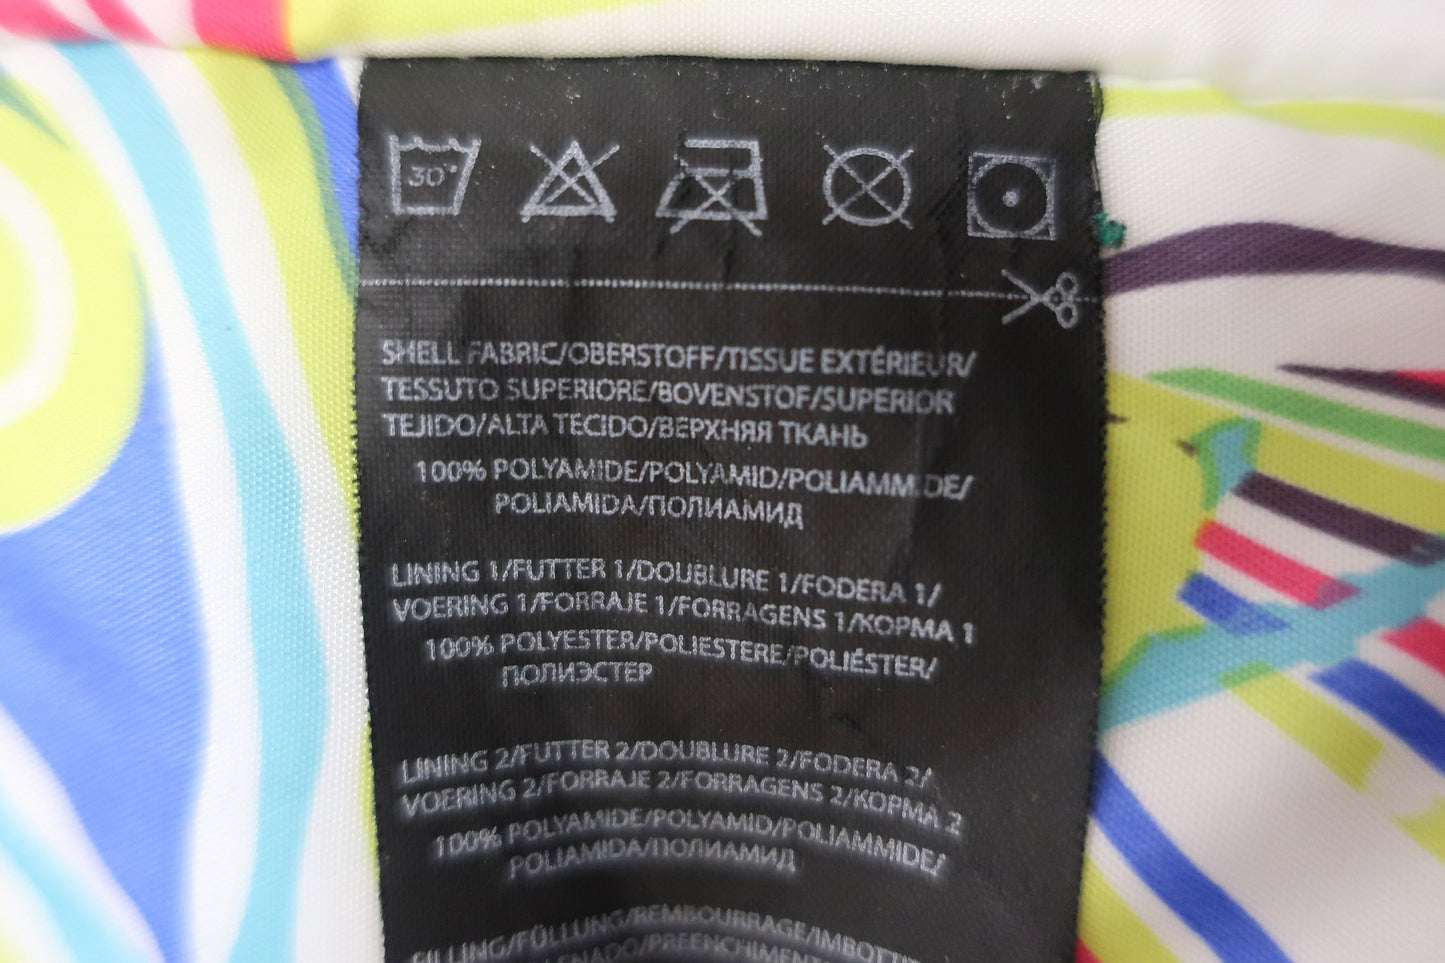 30°
SHELL FABRIC/OBERSTOFF/TISSUE EXTÉRIEUR/
TESSUTO SUPERIORE/BOVENSTOF/SUPERIOR
TEJIDO/ALTA TECIDO/ВЕРХНЯЯ ТКАНЬ
100% POLYAMIDE/POLYAMID/POLIAMMIDE/
POLIAMIDA/ПОЛИАМИД
LINING 1/FUTTER 1/DOUBLURE 1/FODERA 1/
VOERING 1/FORRAJE 1/FORRAGENS 1/КОРМА 1
100% POLYESTER/POLIESTERE/POLIÉSTER/
ПОЛИЭСТЕР
LINING 2/FUTTER 2/DOUBLURE 2/FODERA 2/
VOERING 2/FORRAJE 2/FORRAGENS 2/КОРМА 2
100% POLYAMIDE/POLYAMID/POLIAMMIDE/
POLIAMIDA/ПОЛИАМИД
FILLING/FÜLLUNG/REMBOURRAGE/